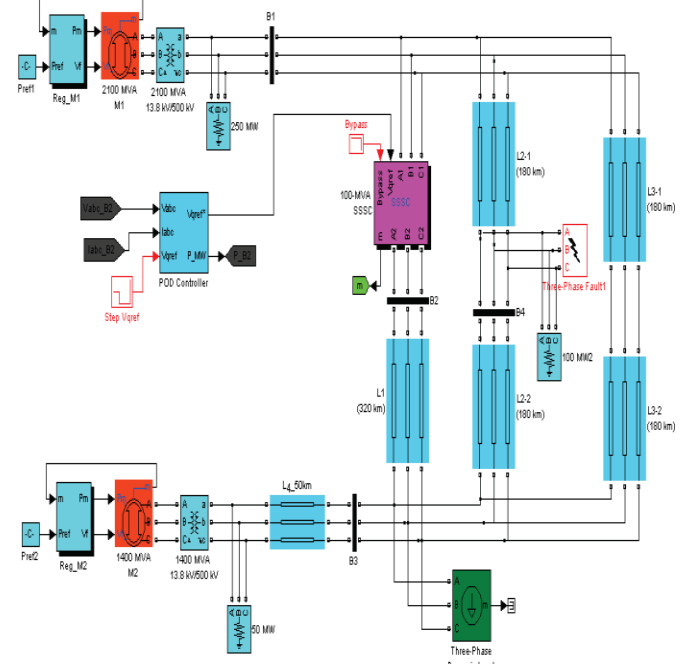 B1
m
Pm
Pref
Vf
-C-
Pref1
Reg_M1
Pm
A
B
C
2100 MVA
M1
A
B
C
a
b
c
2100 MVA
13.8 kV/500 kV
A B C
250 MW
Bypass
Bypass
Vqref
A1
B1
C1
SSSC
100-MVA
SSSC
m
A2
B2
C2
m
Vabc_B2
Iabc_B2
Vabc
Iabc
Vqref
Vqref*
P_MW
P_B2
POD Controller
Step Vqref
L2-1
(180 km)
L3-1
(180 km)
A
B
C
Three-Phase Fault1
B2
B4
A B C
100 MW2
L1
(320 km)
L2-2
(180 km)
L3-2
(180 km)
m
Pm
Pref
Vf
-C-
Pref2
Reg_M2
Pm
A
B
C
1400 MVA
M2
A
B
C
a
b
c
1400 MVA
13.8 kV/500 kV
L4_50km
B3
A B C
50 MW
A
B
C
m
Three-Phase